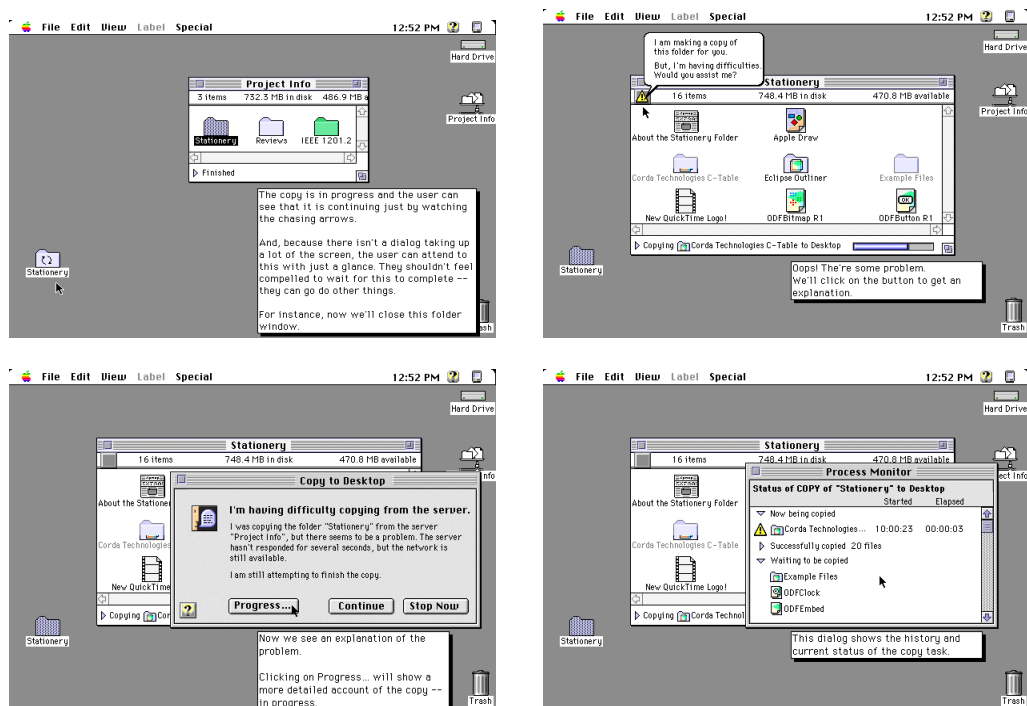 File Edit View Label Special 12:52 PM
Hard Drive
Project Info
3 items 732.3 MB in disk 486.9 MB a
Project Info
Stationery Reviews IEEE 1201.2
Finished
The copy is in progress and the user can
see that it is continuing just by watching
the chasing arrows.
And, because there isn't a dialog taking up
a lot of the screen, the user can attend to
this with just a glance. They shouldn't feel
compelled to wait for this to complete --
they can go do other things.
For instance, now we'll close this folder
window.
Stationery
ash
File Edit View Label Special 12:52 PM
I am making a copy of
this folder for you.
But, I'm having difficulties.
Would you assist me?
Hard Drive
Stationery
16 items 748.4 MB in disk 470.8 MB available
Project Info
About the Stationery Folder Apple Draw
Corda Technologies C-Table Eclipse Outliner Example Files
New QuickTime Logo! ODFBitmap R1 ODFButton R1
OK
Copying Corda Technologies C-Table to Desktop
Stationery
Oops! The're some problem.
We'll click on the button to get an
explanation.
Trash
File Edit View Label Special 12:52 PM
Hard Drive
Stationery
16 items 748.4 MB in disk 470.8 MB available
Info
Copy to Desktop
About the Statione
I'm having difficulty copying from the server.
I was copying the folder "Stationery" from the server
"Project Info", but there seems to be a problem. The server
hasn't responded for several seconds, but the network is
still available.
I am still attempting to finish the copy.
Corda Technologies
New QuickTime
Progress... Continue Stop Now
Copying Cor
Stationery
Now we see an explanation of the
problem.
Clicking on Progress... will show a
more detailed account of the copy --
in progress.
Trash
File Edit View Label Special 12:52 PM
Hard Drive
Stationery
16 items 748.4 MB in disk 470.8 MB available
ect Info
Process Monitor
Status of COPY of "Stationery" to Desktop
Started Elapsed
Now being copied
Corda Technologies... 10:00:23 00:00:03
Successfully copied 20 files
Waiting to be copied
Example Files
ODFClock
ODFEmbed
About the Stationery Folder
Corda Technologies C-Table
New QuickTime Logo!
Copying Corda Technol
Stationery
This dialog shows the history and
current status of the copy task.
Trash